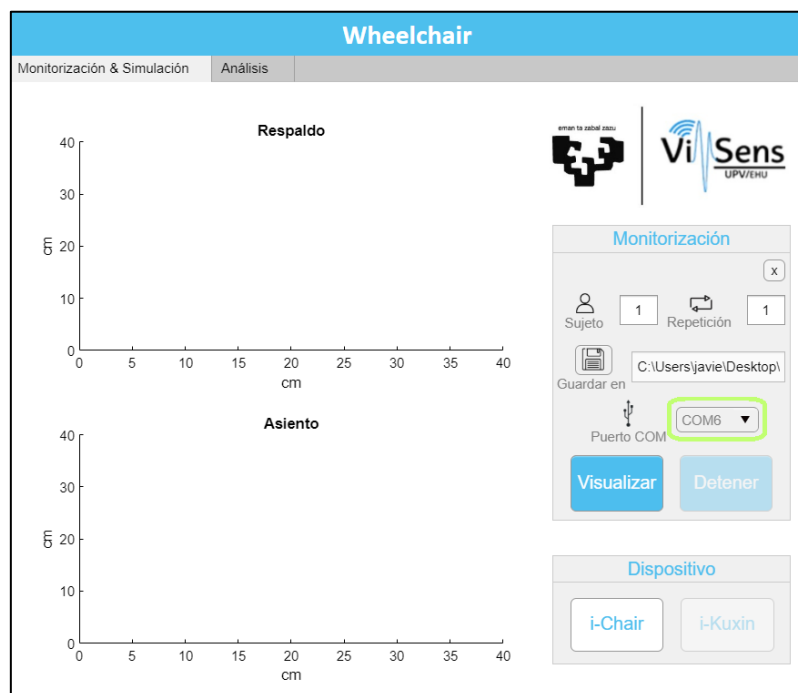 Wheelchair
Monitorización & Simulación
Análisis
Respaldo
40
30
20
10
0
cm
0 5 10 15 20 25 30 35 40
cm
Asiento
40
30
20
10
0
cm
0 5 10 15 20 25 30 35 40
cm
eman ta zabal zazu
ViSens
UPV/EHU
Monitorización
x
Sujeto
1
Repetición
1
Guardar en
C:\Users\javie\Desktop\
Puerto COM
COM6
Visualizar
Detener
Dispositivo
i-Chair
i-Kuxin